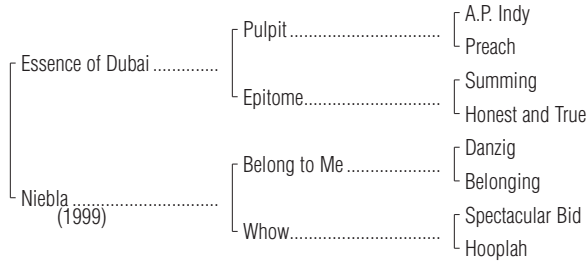 A.P. Indy
Pulpit
Preach
Essence of Dubai
Summing
Epitome
Honest and True
Danzig
Belong to Me
Belonging
Niebla
(1999)
Spectacular Bid
Whow
Hooplah